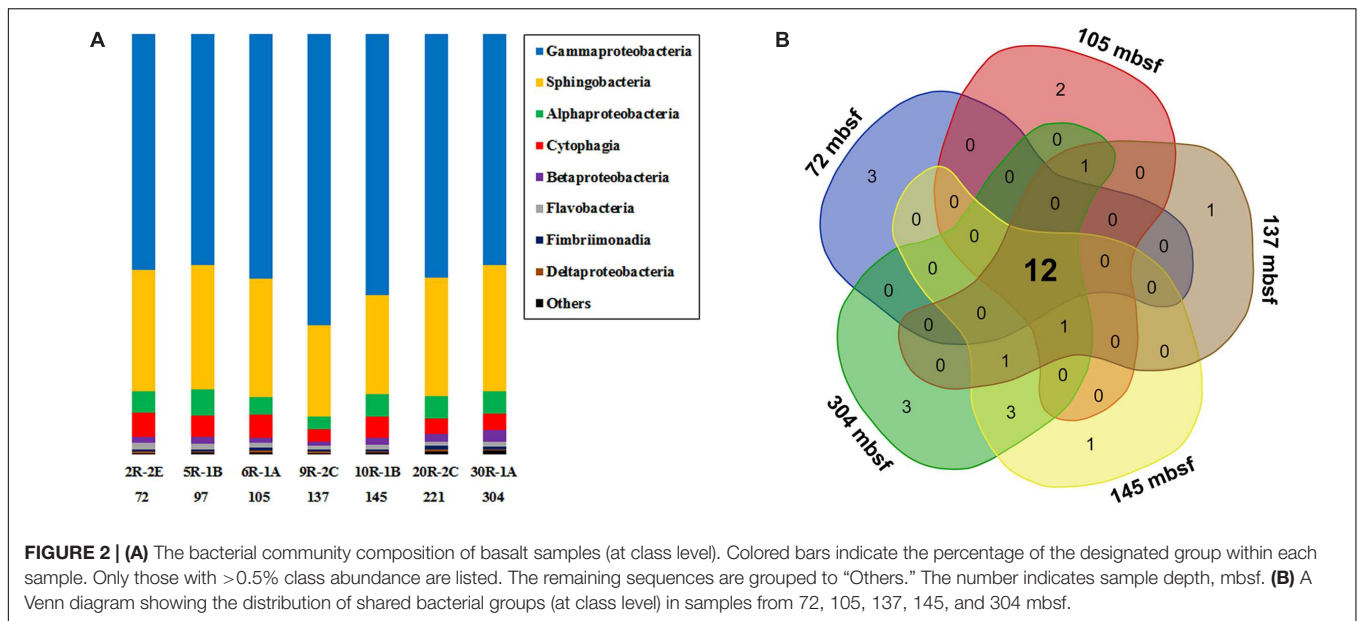 A
Gammaproteobacteria
Sphingobacteria
Alphaproteobacteria
Cytophagia
Betaproteobacteria
Flavobacteria
Fimbriimonadia
Deltaproteobacteria
Others
2R-2E 5R-1B 6R-1A 9R-2C 10R-1B 20R-2C 30R-1A
72 97 105 137 145 221 304
B
105 mbsf
72 mbsf
137 mbsf
304 mbsf
145 mbsf
2
0
0 1 0
3 0
0 1
0 0 0
0 0
0 0
0 12 0
0 0
0 1 0 0
0 1 0
3 3 0
1
FIGURE 2 | (A) The bacterial community composition of basalt samples (at class level). Colored bars indicate the percentage of the designated group within each
sample. Only those with >0.5% class abundance are listed. The remaining sequences are grouped to “Others.” The number indicates sample depth, mbsf. (B) A
Venn diagram showing the distribution of shared bacterial groups (at class level) in samples from 72, 105, 137, 145, and 304 mbsf.